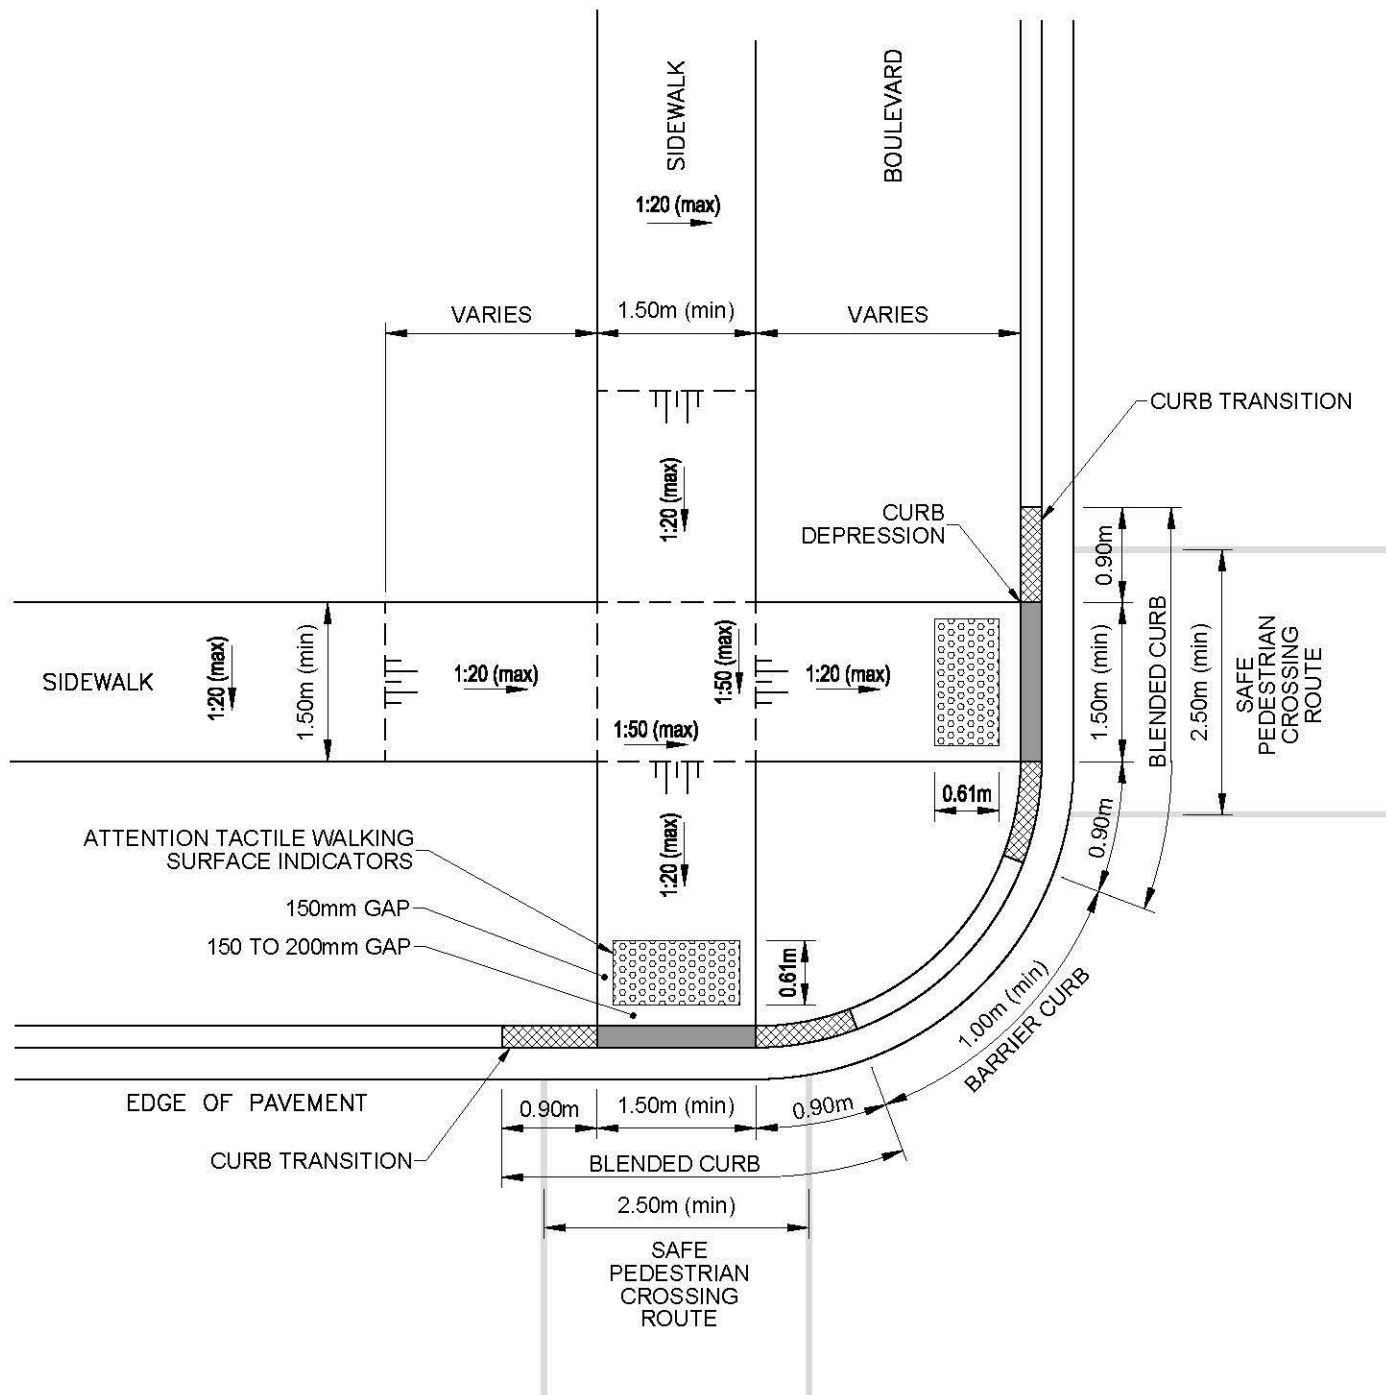 SIDEWALK
BOULEVARD
1:20 (max)
VARIES
1.50m (min)
VARIES
CURB TRANSITION
1:20 (max)
CURB
DEPRESSION
0.90m
BLENDED CURB
1.50m (min)
2.50m (min)
SAFE
PEDESTRIAN
CROSSING
ROUTE
SIDEWALK
1:20 (max)
1.50m (min)
1:20 (max)
1:50 (max)
1:20 (max)
1:50 (max)
0.61m
0.90m
ATTENTION TACTILE WALKING
SURFACE INDICATORS
1:20 (max)
150mm GAP
150 TO 200mm GAP
0.61m
1.00m (min)
BARRIER CURB
EDGE OF PAVEMENT
0.90m
1.50m (min)
0.90m
CURB TRANSITION
BLENDED CURB
2.50m (min)
SAFE
PEDESTRIAN
CROSSING
ROUTE